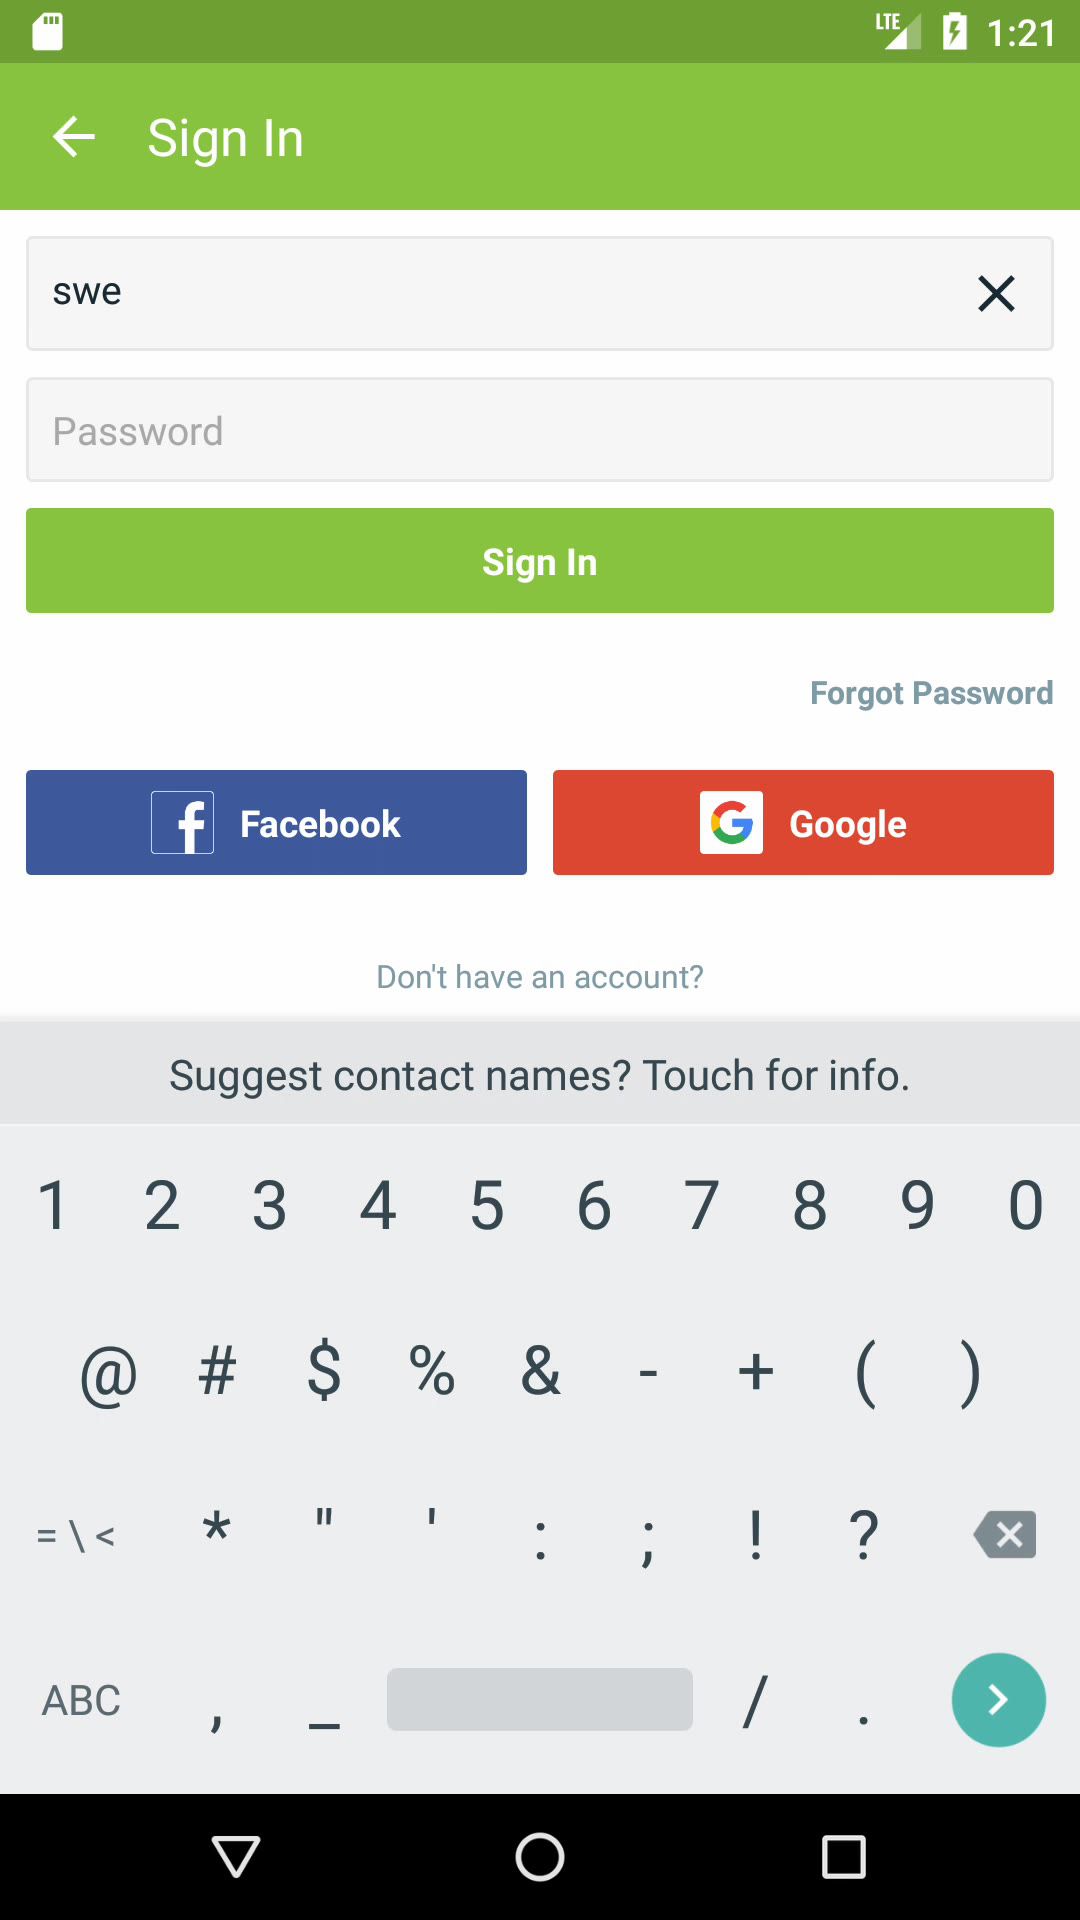 LTE 1:21
Sign In
swe
Password
Sign In
Forgot Password
Facebook Google
Don't have an account?
Suggest contact names? Touch for info.
1 2 3 4 5 6 7 8 9 0
@ # $ % & - + ( )
= \ < * " ' : ; ! ?
ABC , _ / .